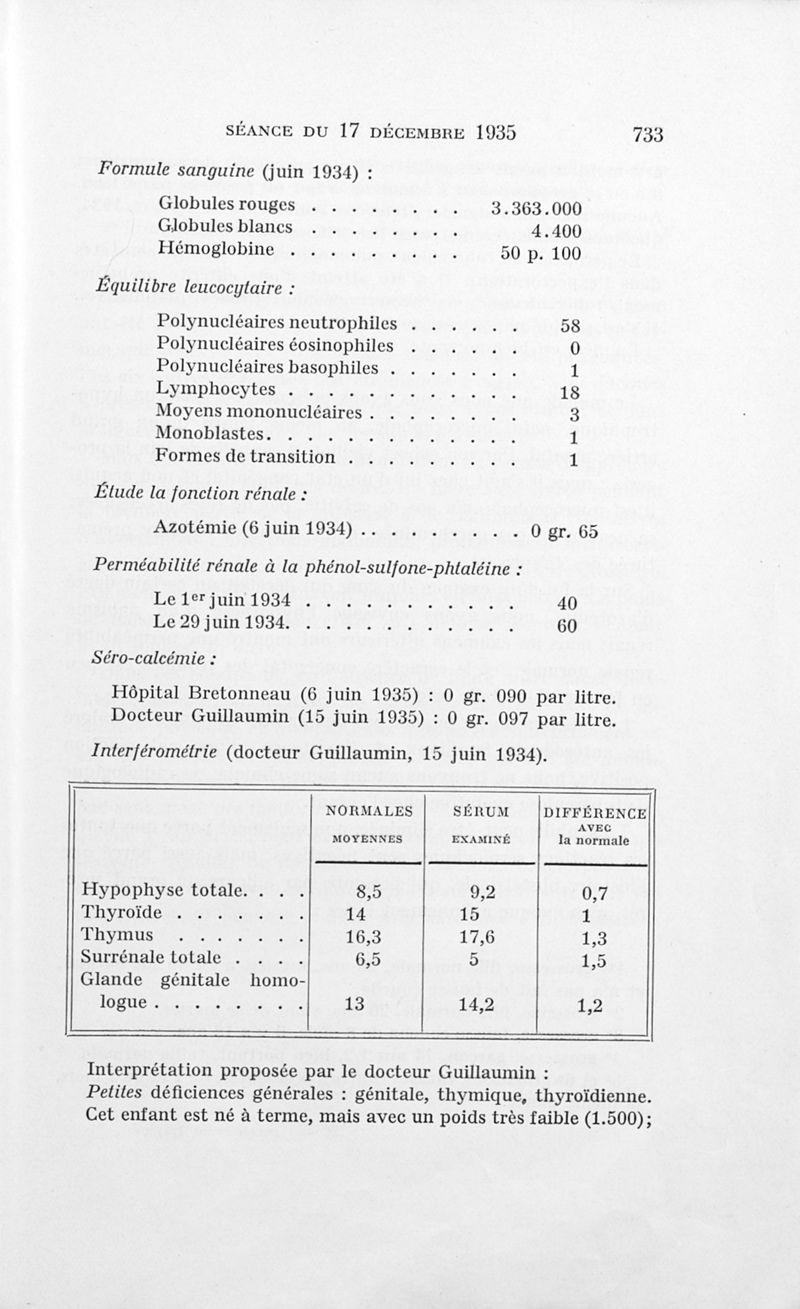 SÉANCE DU 17 DÉCEMBRE 1935 733
Formule sanguine (juin 1934) :
Globules rouges . . . . . . . . 3.363.000
Globules blancs . . . . . . . . 4.400
Hémoglobine . . . . . . . . . 50 p. 100
Équilibre leucocytaire :
Polynucléaires neutrophiles . . . . . . 58
Polynucléaires éosinophiles . . . . . . 0
Polynucléaires basophiles . . . . . . . 1
Lymphocytes . . . . . . . . . . . . 18
Moyens mononucléaires . . . . . . . . 3
Monoblastes. . . . . . . . . . . . . 1
Formes de transition . . . . . . . . . 1
Étude la fonction rénale :
Azotémie (6 juin 1934) . . . . . . . . . 0 gr. 65
Perméabilité rénale à la phénol-sulfone-phtaléine :
Le 1er juin 1934 . . . . . . . . . . . 40
Le 29 juin 1934. . . . . . . . . . . . 60
Séro-calcémie :
Hôpital Bretonneau (6 juin 1935) : 0 gr. 090 par litre.
Docteur Guillaumin (15 juin 1935) : 0 gr. 097 par litre.
Interférométrie (docteur Guillaumin, 15 juin 1934).
NORMALES SÉRUM DIFFÉRENCE
MOYENNES EXAMINÉ AVEC
la normale
Hypophyse totale. . . . 8,5 9,2 0,7
Thyroïde . . . . . . . 14 15 1
Thymus . . . . . . . 16,3 17,6 1,3
Surrénale totale . . . . 6,5 5 1,5
Glande génitale homo-
logue . . . . . . . . 13 14,2 1,2
Interprétation proposée par le docteur Guillaumin :
Petites déficiences générales : génitale, thymique, thyroïdienne.
Cet enfant est né à terme, mais avec un poids très faible (1.500);